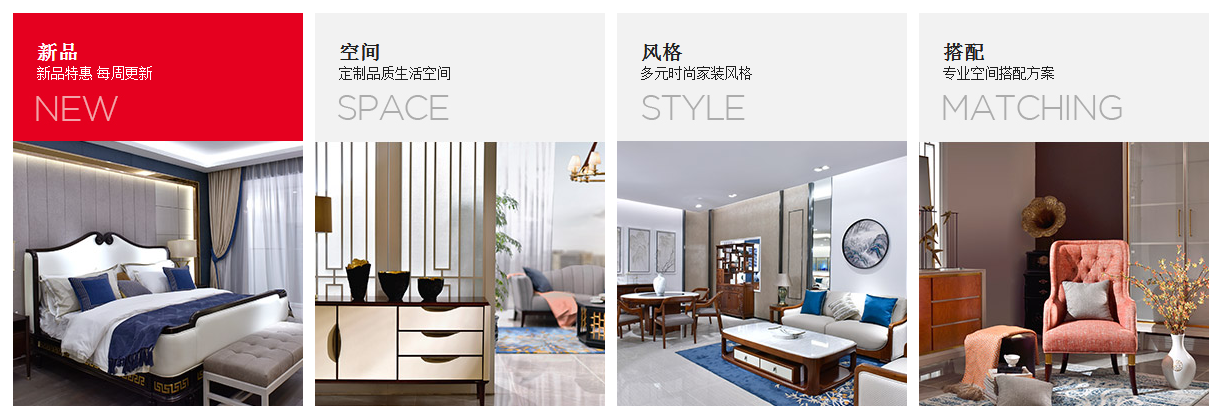 新品
新品特惠 每周更新
NEW
空间
定制品质生活空间
SPACE
风格
多元时尚家装风格
STYLE
搭配
专业空间搭配方案
MATCHING